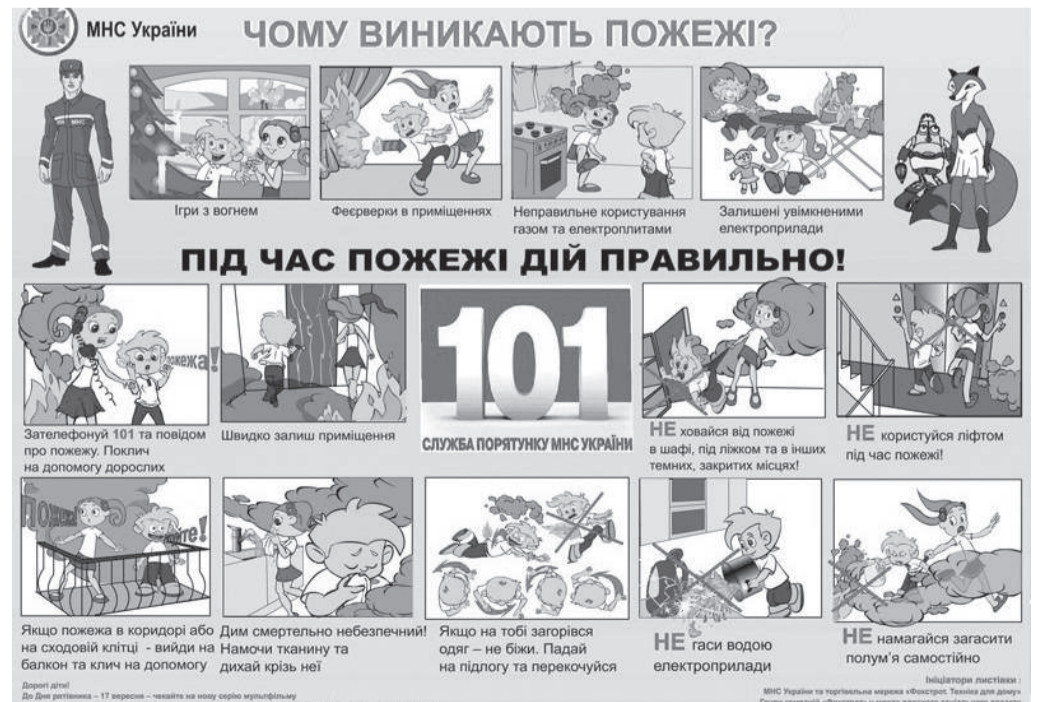 МНС України
ЧОМУ ВИНИКАЮТЬ ПОЖЕЖІ?
МНС
Ігри з вогнем
Феєрверки в приміщеннях
Неправильне користування
газом та електроплитами
Залишені увімкненими
електроприлади
ПІД ЧАС ПОЖЕЖІ ДІЙ ПРАВИЛЬНО!
пожежа!
Зателефонуй 101 та повідом
про пожежу. Поклич
на допомогу дорослих
Швидко залиш приміщення
101
СЛУЖБА ПОРЯТУНКУ МНС УКРАЇНИ
НЕ ховайся від пожежі
в шафі, під ліжком та в інших
темних, закритих місцях!
НЕ користуйся ліфтом
під час пожежі!
Якщо пожежа в коридорі або
на сходовій клітці - вийди на
балкон та клич на допомогу
Дим смертельно небезпечний!
Намочи тканину та
дихай крізь неї
Якщо на тобі загорівся
одяг – не біжи. Падай
на підлогу та перекочуйся
НЕ гаси водою
електроприлади
НЕ намагайся загасити
полум’я самостійно
Дорогі діти!
До Дня рятівника – 17 вересня – чекайте на нову серію мультфільму
Ініціатори листівки :
МНС України та торгівельна мережа «Фокстрот. Техніка для дому»